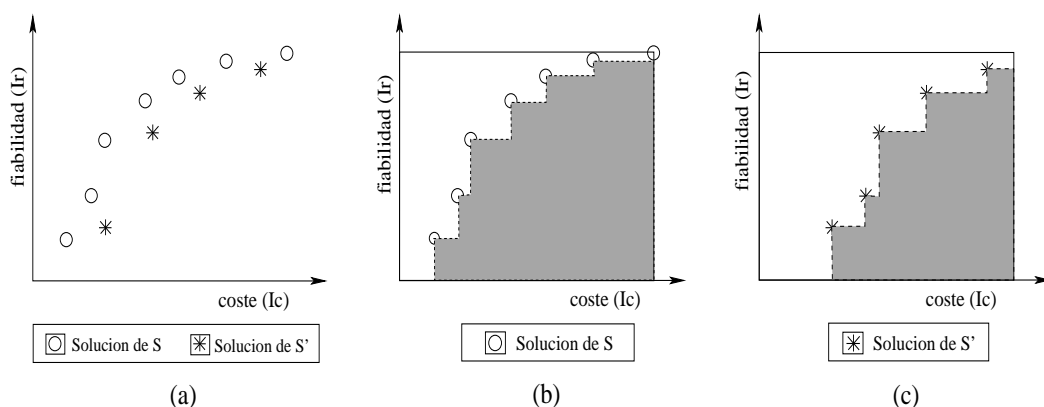 fiabilidad (Ir)
coste (Ic)
Solucion de S
Solucion de S'
(a)
fiabilidad (Ir)
coste (Ic)
Solucion de S
(b)
fiabilidad (Ir)
coste (Ic)
Solucion de S'
(c)